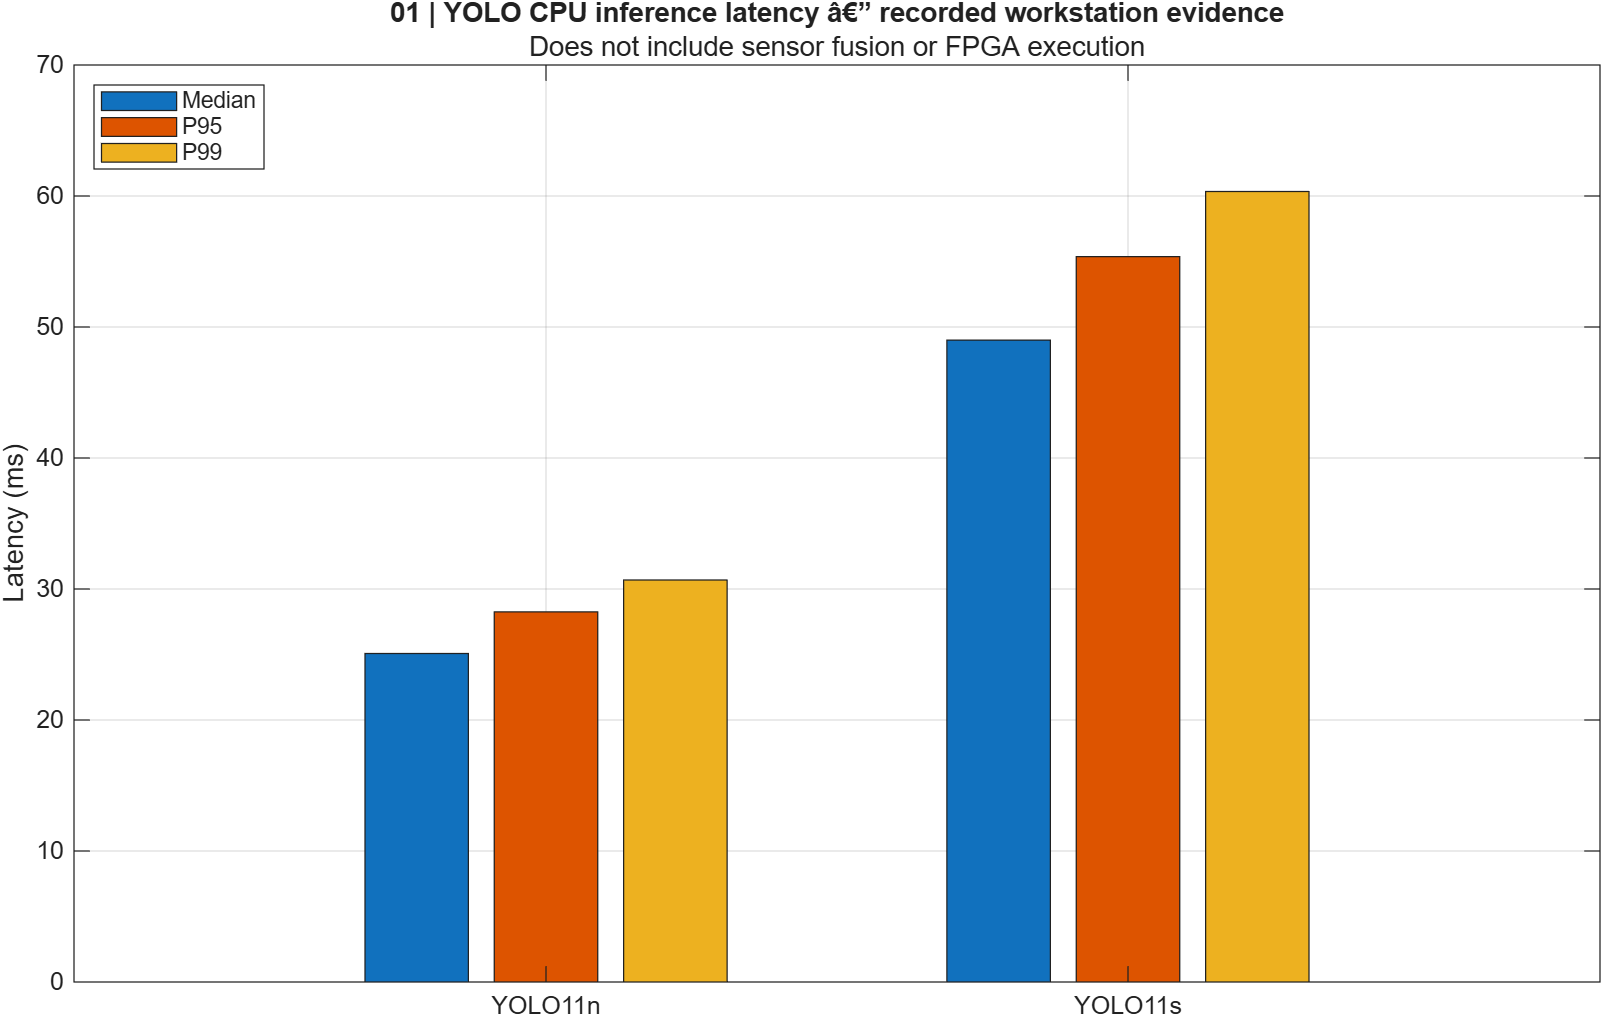 01 | YOLO CPU inference latency â€” recorded workstation evidence
Does not include sensor fusion or FPGA execution
70
Median
P95
P99
60
50
40
30
20
10
0
Latency (ms)
YOLO11n
YOLO11s